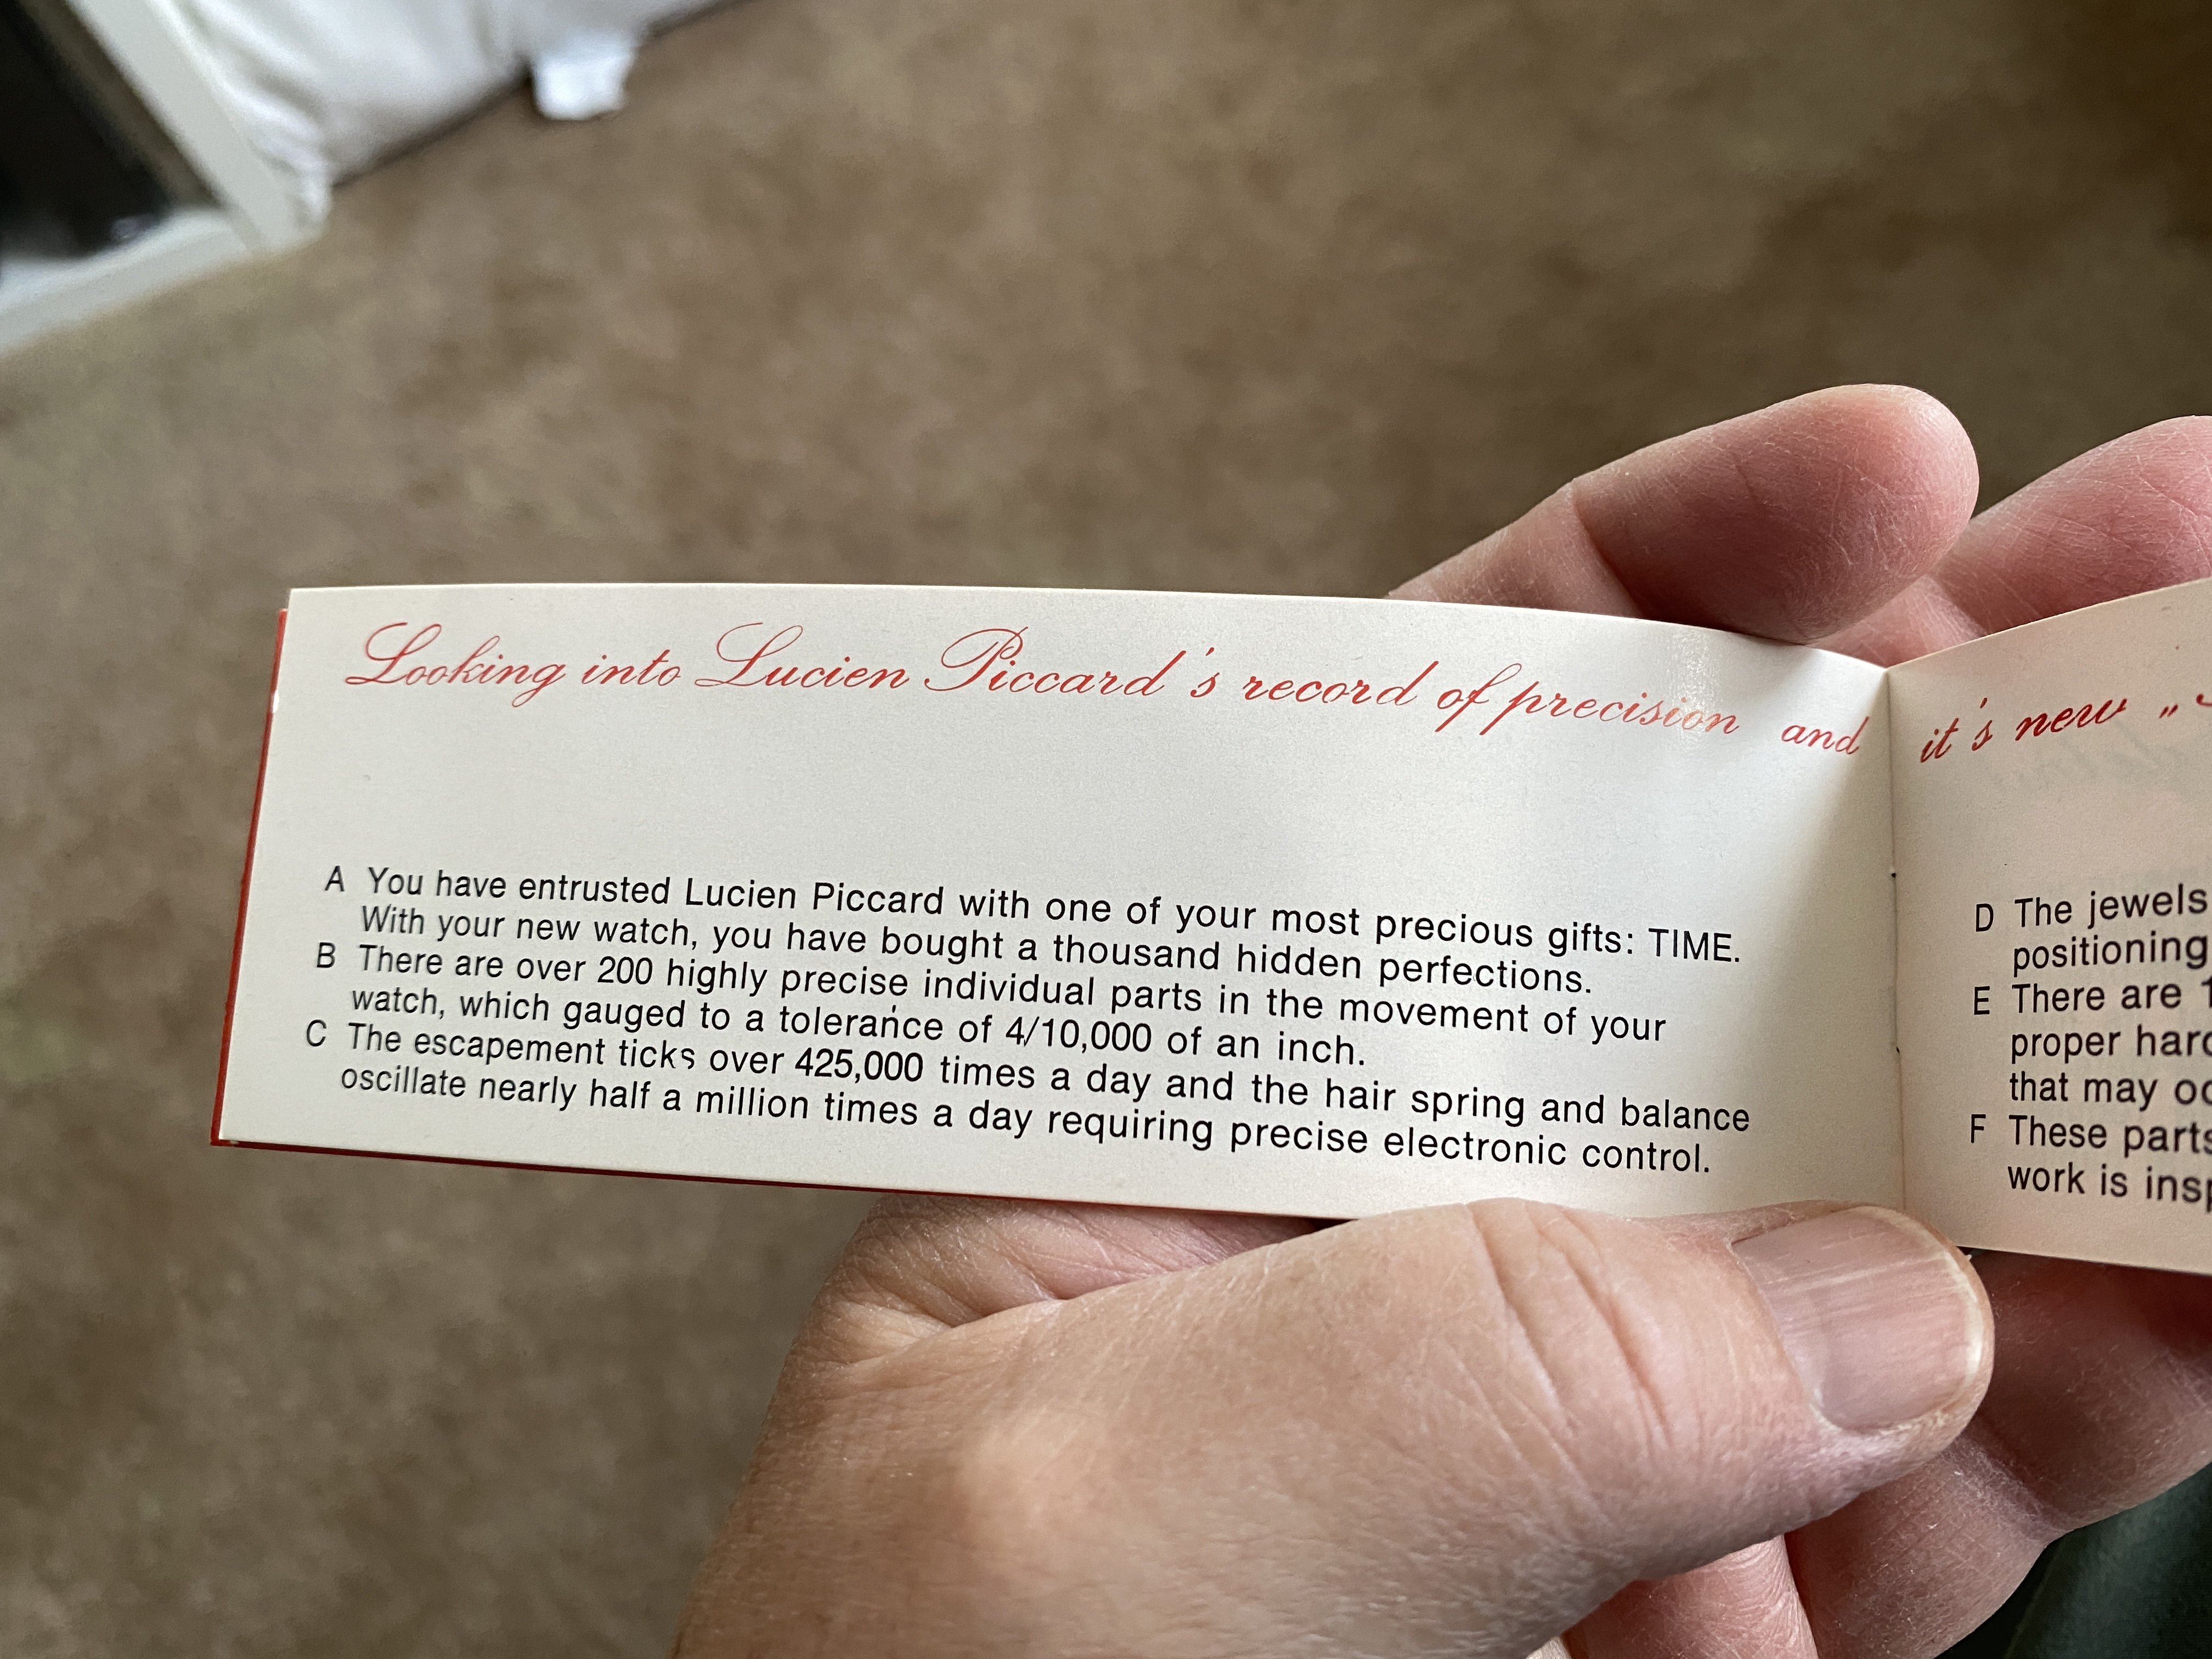 Looking into Lucien Piccard's record of precision and
A You have entrusted Lucien Piccard with one of your most precious gifts: TIME.
With your new watch, you have bought a thousand hidden perfections.
B There are over 200 highly precise individual parts in the movement of your
watch, which gauged to a tolerance of 4/10,000 of an inch.
C The escapement ticks over 425,000 times a day and the hair spring and balance
oscillate nearly half a million times a day requiring precise electronic control.
it's new „
D The jewels
positioning
E There are
proper
that may
F These
work is